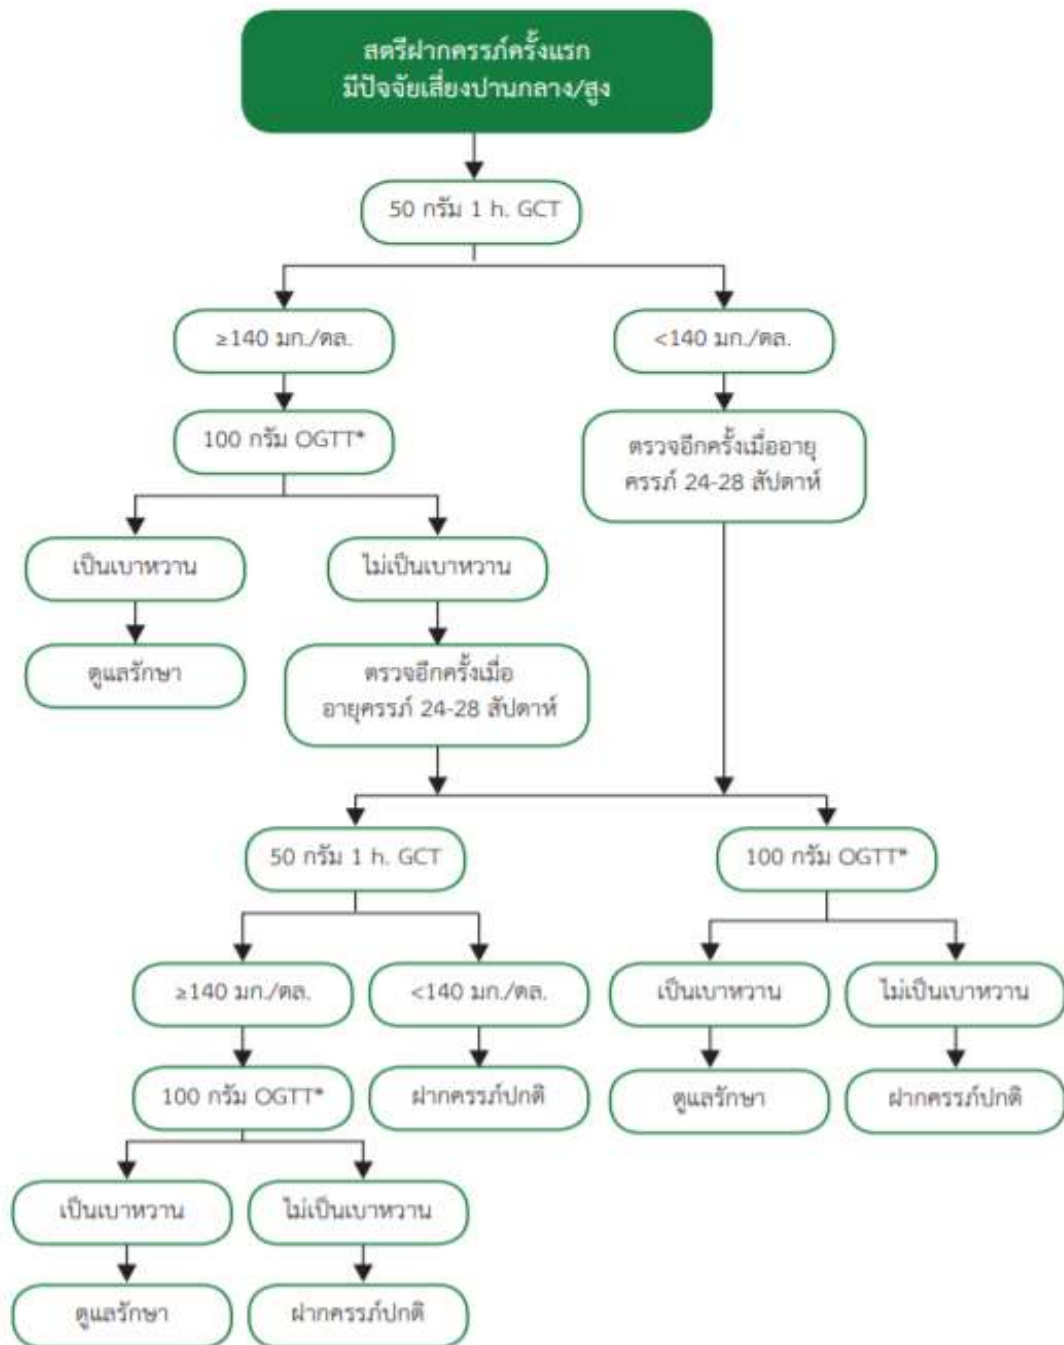 สตรีฝากครรภ์ครั้งแรก
มีปัจจัยเสี่ยงปานกลาง/สูง
50 กรัม 1 h. GCT
≥140 มก./ดล.
<140 มก./ดล.
100 กรัม OGTT*
ตรวจอีกครั้งเมื่ออายุ
ครรภ์ 24-28 สัปดาห์
เป็นเบาหวาน
ไม่เป็นเบาหวาน
ดูแลรักษา
ตรวจอีกครั้งเมื่อ
อายุครรภ์ 24-28 สัปดาห์
50 กรัม 1 h. GCT
100 กรัม OGTT*
≥140 มก./ดล.
<140 มก./ดล.
เป็นเบาหวาน
ไม่เป็นเบาหวาน
100 กรัม OGTT*
ฝากครรภ์ปกติ
ดูแลรักษา
ฝากครรภ์ปกติ
เป็นเบาหวาน
ไม่เป็นเบาหวาน
ดูแลรักษา
ฝากครรภ์ปกติ